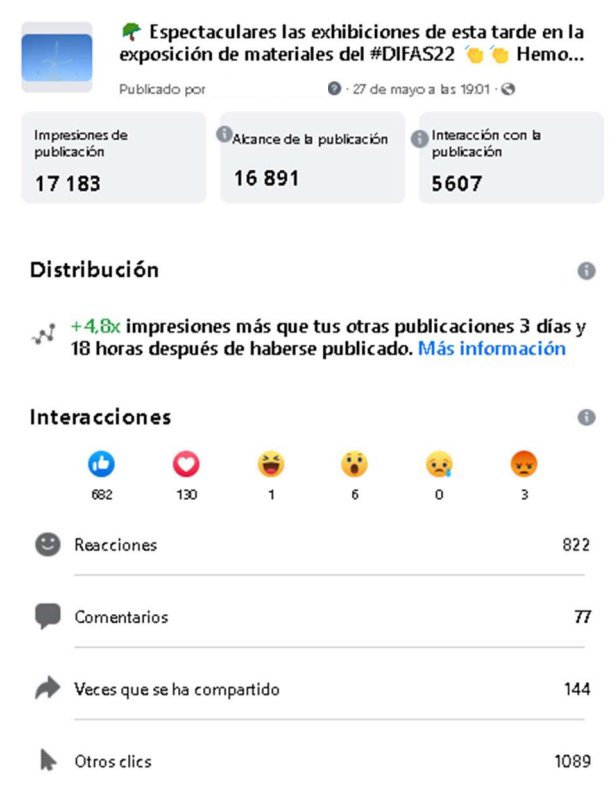 Espectaculares las exhibiciones de esta tarde en la
exposición de materiales del #DIFAS22 👏 👏 Hemo...
Publicado por
· 27 de mayo a las 19:01 ·
Impresiones de
publicación
17 183
Alcance de la publicación
16 891
Interacción con la
publicación
5607
Distribución
+4,8x impresiones más que tus otras publicaciones 3 días y
18 horas después de haberse publicado. Más información
Interacciones
682 130 1 6 0 3
Reacciones 822
Comentarios 77
Veces que se ha compartido 144
Otros clics 1089